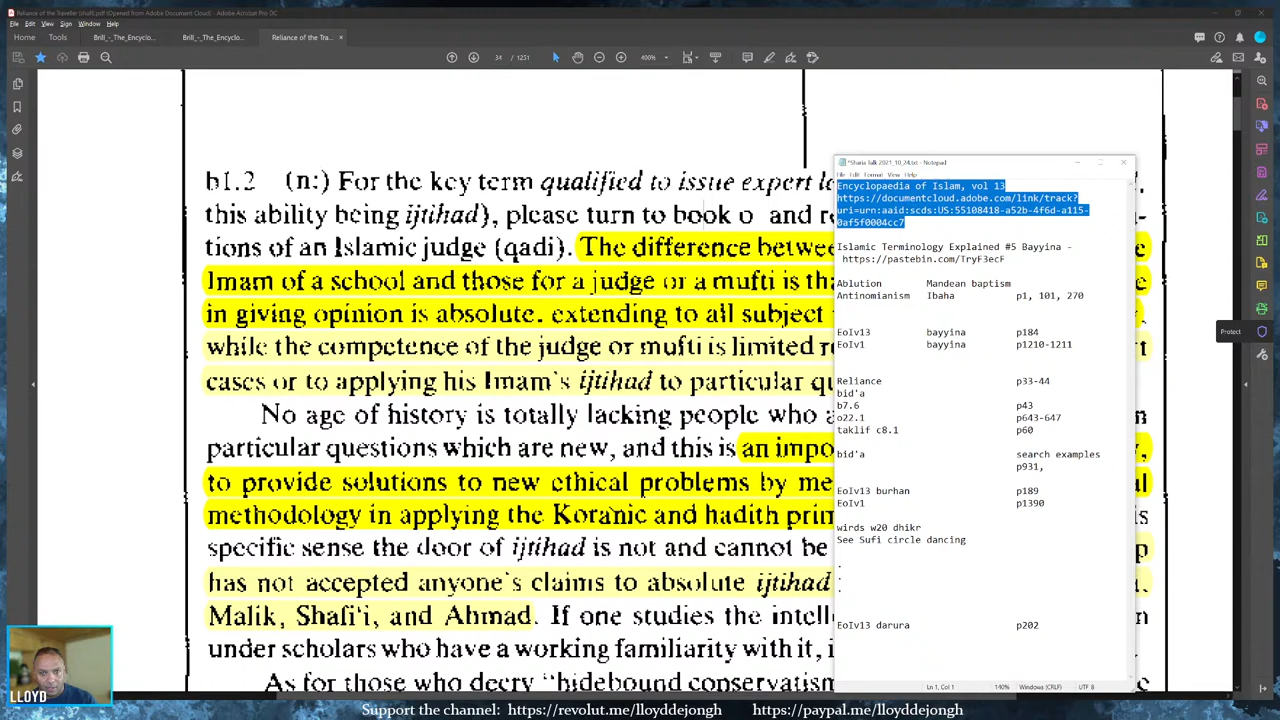 Reliance of the Traveller (shafi).pdf (Opened from Adobe Document Cloud) - Adobe Acrobat Pro DC
File Edit View Sign Window Help
Home Tools Brill_-_The_Encyclo... Brill_-_The_Encyclo... Reliance of the Tra... ×
34 / 1251 400%
b1.2 (n:) For the key term qualified to issue expert le
this ability being ijtihad), please turn to book o and re
tions of an Islamic judge (qadi). The difference betwee
Imam of a school and those for a judge or a mufti is tha
in giving opinion is absolute. extending to all subject
while the competence of the judge or mufti is limited
cases or to applying his Imam's ijtihad to particular qu
No age of history is totally lacking people who a
particular questions which are new, and this is an impo
to provide solutions to new ethical problems by me
methodology in applying the Koranic and hadith prin
specific sense the door of ijtihad is not and cannot be
has not accepted anyone's claims to absolute ijtihad
Malik, Shafi'i, and Ahmad. If one studies the intelle
under scholars who have a working familiarity with it, i
As for those who decry "hidebound conservatism
*Sharia Talk 2021_10_24.txt - Notepad
File Edit Format View Help
Encyclopaedia of Islam, vol 13
https://documentcloud.adobe.com/link/track?
uri=urn:aaid:scds:US:55108418-a52b-4f6d-a115-
0af5f0004cc7
Islamic Terminology Explained #5 Bayyina -
https://pastebin.com/TryF3ecF
Ablution Mandean baptism
Antinomianism Ibaha p1, 101, 270
EoIv13 bayyina p184
EoIv1 bayyina p1210-1211
Reliance p33-44
bid'a
b7.6 p43
o22.1 p643-647
taklif c8.1 p60
bid'a search examples
p931,
EoIv13 burhan p189
EoIv1 p1390
wirds w20 dhikr
See Sufi circle dancing
.
:
EoIv13 darura p202
Ln 1, Col 1 140% Windows (CRLF) UTF 8
Protect
LLOYD
Support the channel: https://revolut.me/lloyddejongh https://paypal.me/lloyddejongh